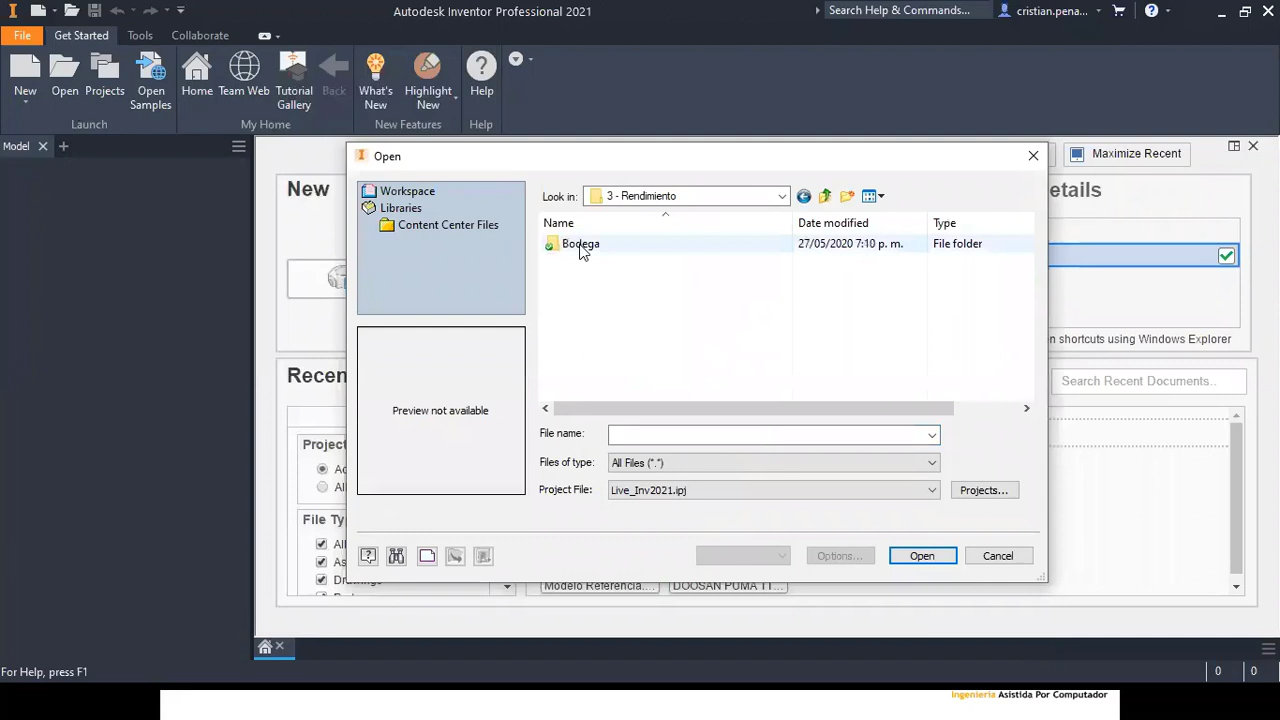 Autodesk Inventor Professional 2021
Search Help & Commands...
cristian.pena...
File
Get Started
Tools
Collaborate
New
Open
Projects
Open
Samples
Home
Team Web
Tutorial
Gallery
Back
What's
New
Highlight
New
Help
Launch
My Home
New Features
Help
Model
Maximize Recent
New
etails
n shortcuts using Windows Explorer
Recen
Search Recent Documents..
Project
Ac
All
File Ty
All
As
Drawings
Modelo Referencia....
DOOSAN PUMA TT...
Open
Workspace
Libraries
Content Center Files
Look in:
3 - Rendimiento
Name
Date modified
Type
Bodega
27/05/2020 7:10 p. m.
File folder
Preview not available
File name:
Files of type:
All Files (*.*)
Project File:
Live_Inv2021.ipj
Projects...
Options...
Open
Cancel
For Help, press F1
0
0
Ingeniería Asistida Por Computador